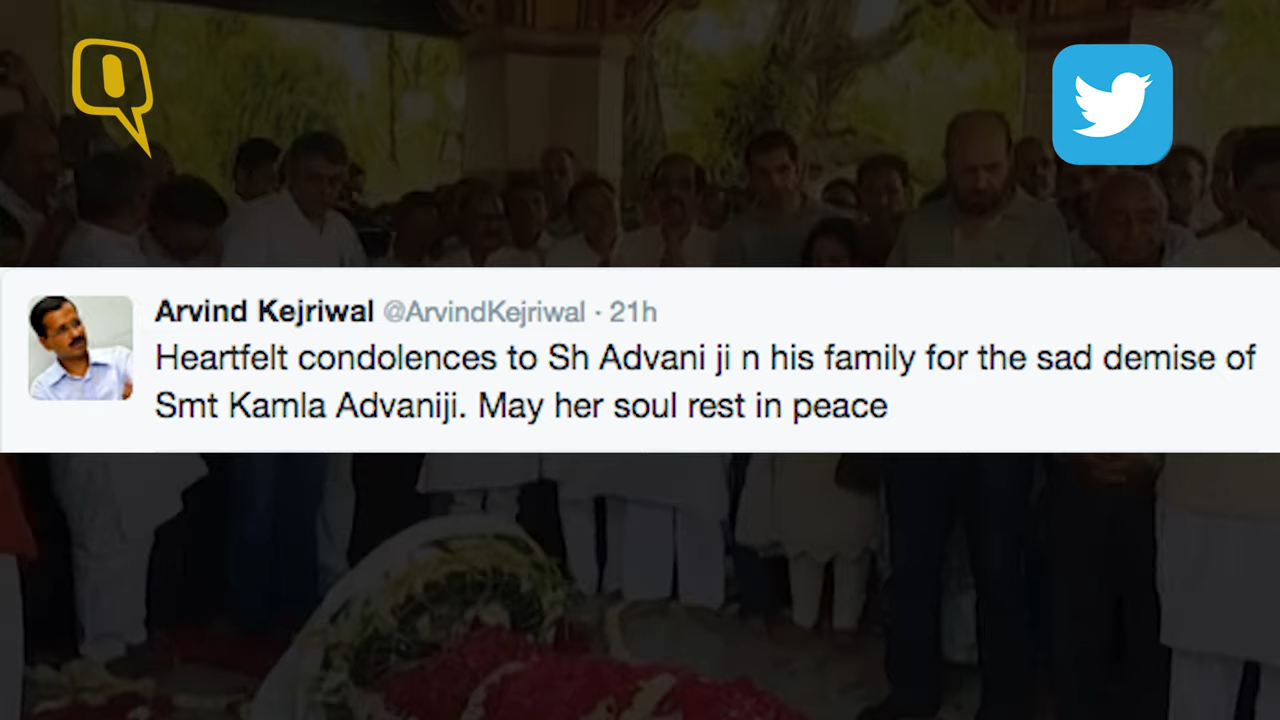 Arvind Kejriwal @ArvindKejriwal · 21h
Heartfelt condolences to Sh Advani ji n his family for the sad demise of
Smt Kamla Advaniji. May her soul rest in peace